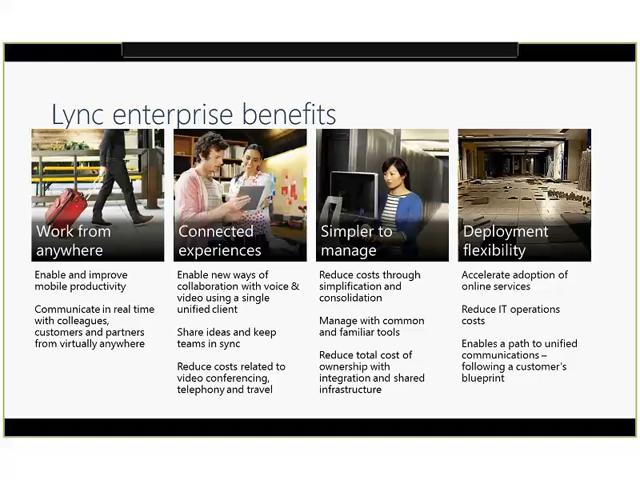 Lync enterprise benefits
Work from
anywhere
Enable and improve
mobile productivity
Communicate in real time
with colleagues,
customers and partners
from virtually anywhere
Connected
experiences
Enable new ways of
collaboration with voice &
video using a single
unified client
Share ideas and keep
teams in sync
Reduce costs related to
video conferencing,
telephony and travel
Simpler to
manage
Reduce costs through
simplification and
consolidation
Manage with common
and familiar tools
Reduce total cost of
ownership with
integration and shared
infrastructure
Deployment
flexibility
Accelerate adoption of
online services
Reduce IT operations
costs
Enables a path to unified
communications –
following a customer's
blueprint